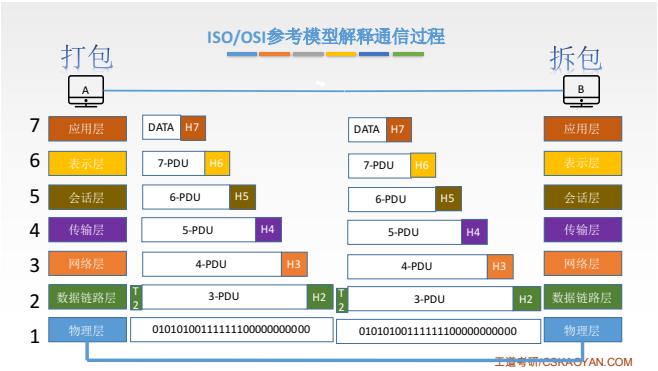 ISO/OSI参考模型解释通信过程
打包
拆包
A
B
7 应用层 DATA H7 DATA H7 应用层
6 表示层 7-PDU H6 7-PDU H6 表示层
5 会话层 6-PDU H5 6-PDU H5 会话层
4 传输层 5-PDU H4 5-PDU H4 传输层
3 网络层 4-PDU H3 4-PDU H3 网络层
2 数据链路层 T2 3-PDU H2 T2 3-PDU H2 数据链路层
1 物理层 01010100111111100000000000 01010100111111100000000000 物理层
王道考研/CSKAOYAN.COM